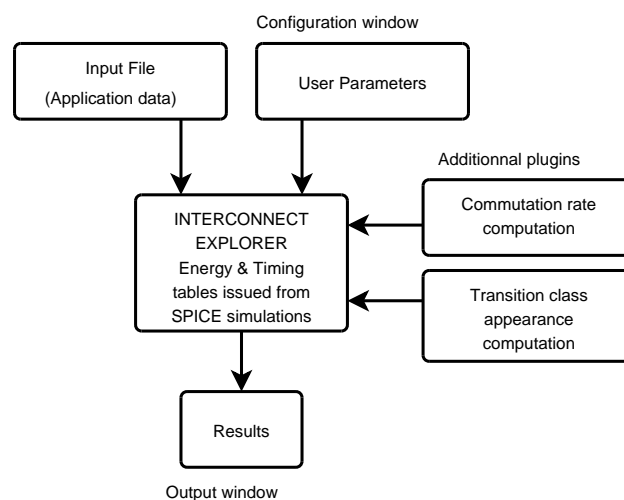 Configuration window
Input File
(Application data)
User Parameters
Additionnal plugins
INTERCONNECT
EXPLORER
Energy & Timing
tables issued from
SPICE simulations
Commutation rate
computation
Transition class
appearance
computation
Results
Output window